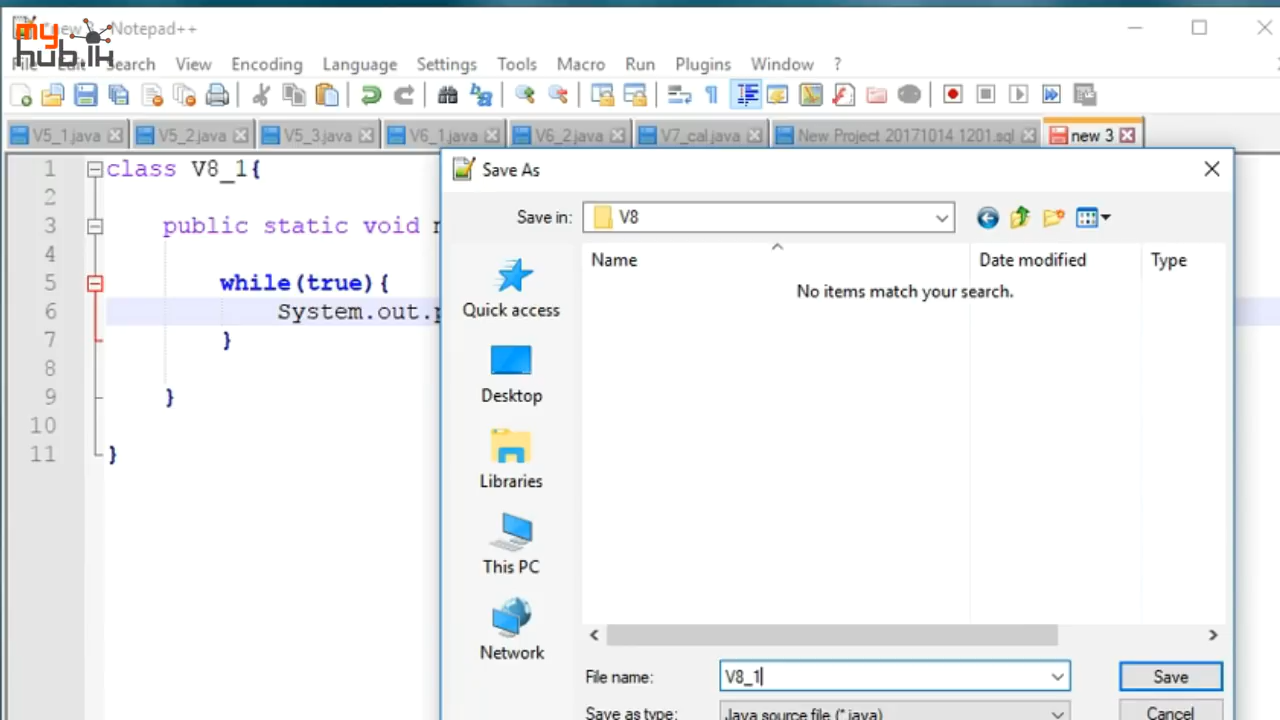 my
hub.lk
Notepad++
File Edit Search View Encoding Language Settings Tools Macro Run Plugins Window ?
V5_1.java V5_2.java V5_3.java V6_1.java V6_2.java V7_cal.java New Project 20171014 1201.sql new 3
1 class V8_1{
2
3 public static void
4
5 while(true){
6 System.out.
7 }
8
9 }
10
11 }
Save As
Save in: V8
Name Date modified Type
No items match your search.
Quick access
Desktop
Libraries
This PC
Network
File name: V8_1 Save
Save as type: Java source file (*.java) Cancel